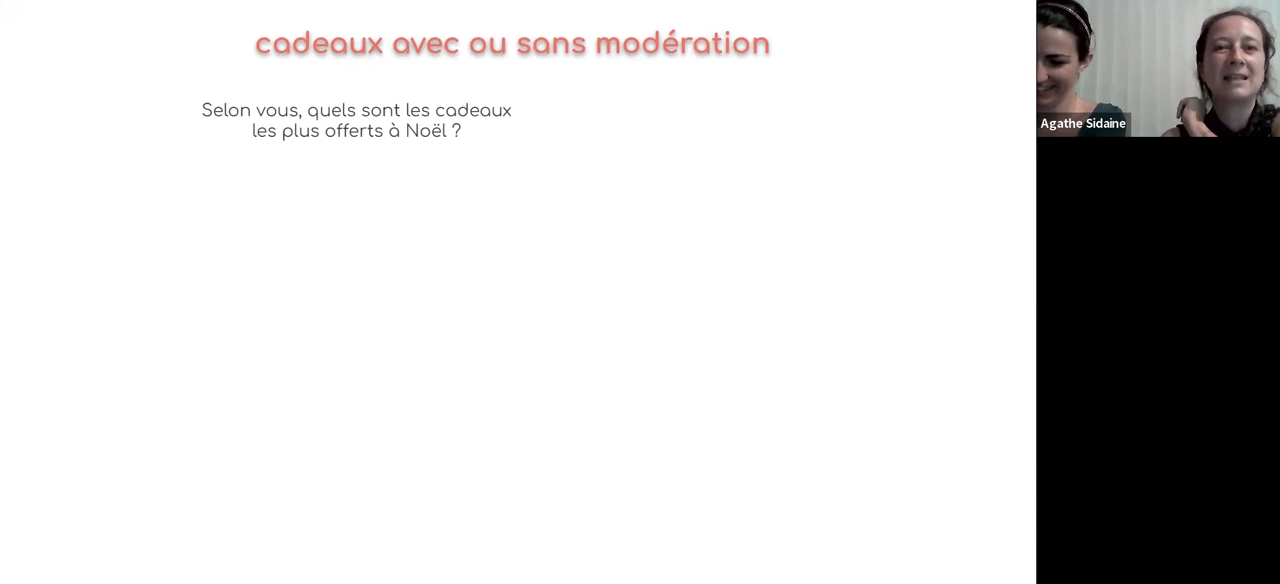 cadeaux avec ou sans modération
Selon vous, quels sont les cadeaux
les plus offerts à Noël ?
Agathe Sidaine